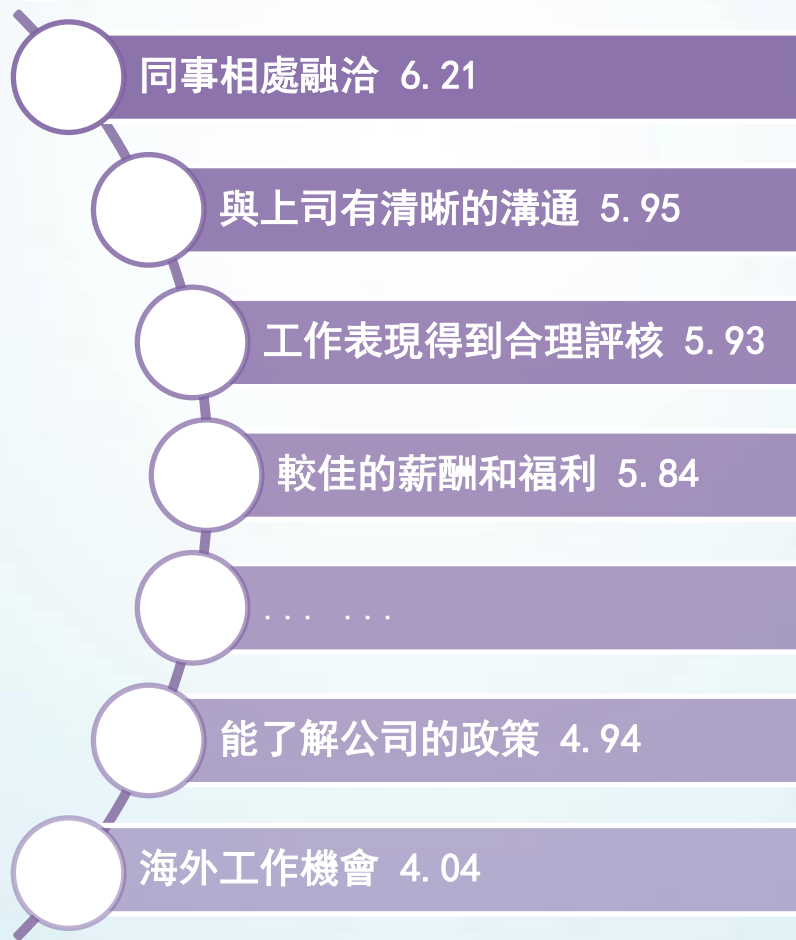 同事相處融洽 6.21
與上司有清晰的溝通 5.95
工作表現得到合理評核 5.93
較佳的薪酬和福利 5.84
... ...
能了解公司的政策 4.94
海外工作機會 4.04